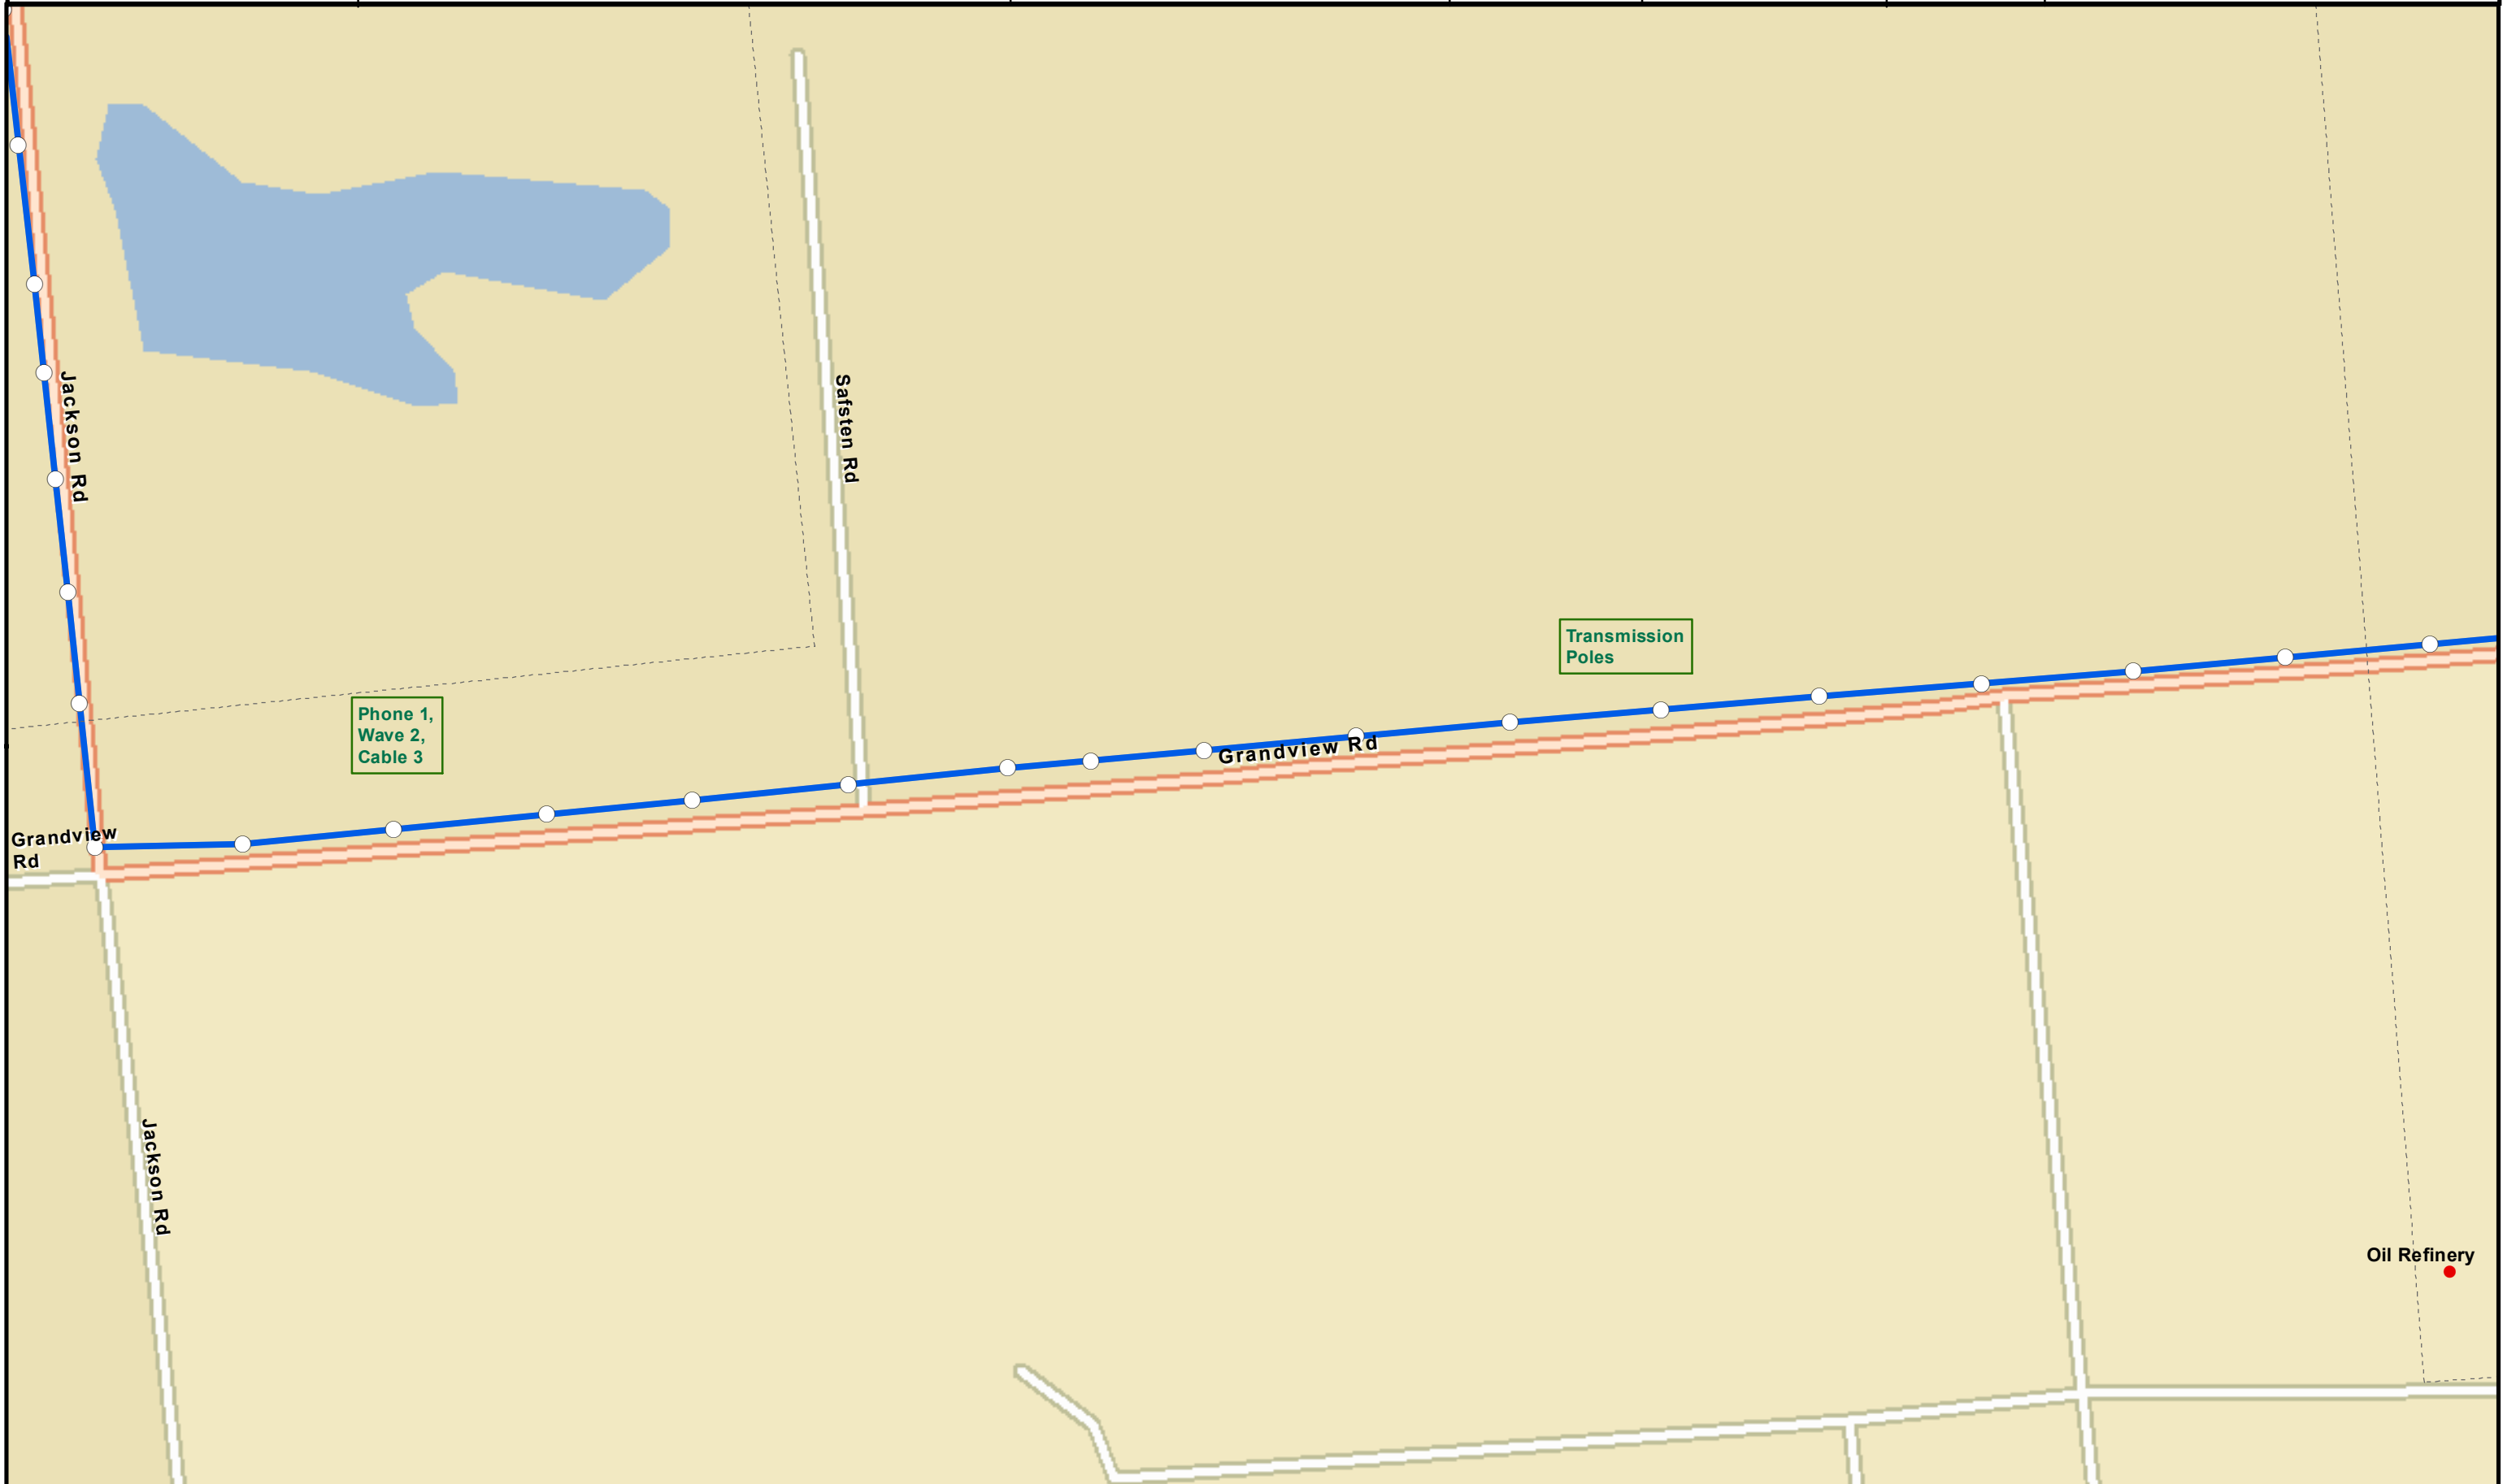 Jackson Rd
Safsten Rd
Transmission
Poles
Phone 1,
Wave 2,
Cable 3
Grandview Rd
Grandview
Rd
Jackson Rd
Oil Refinery